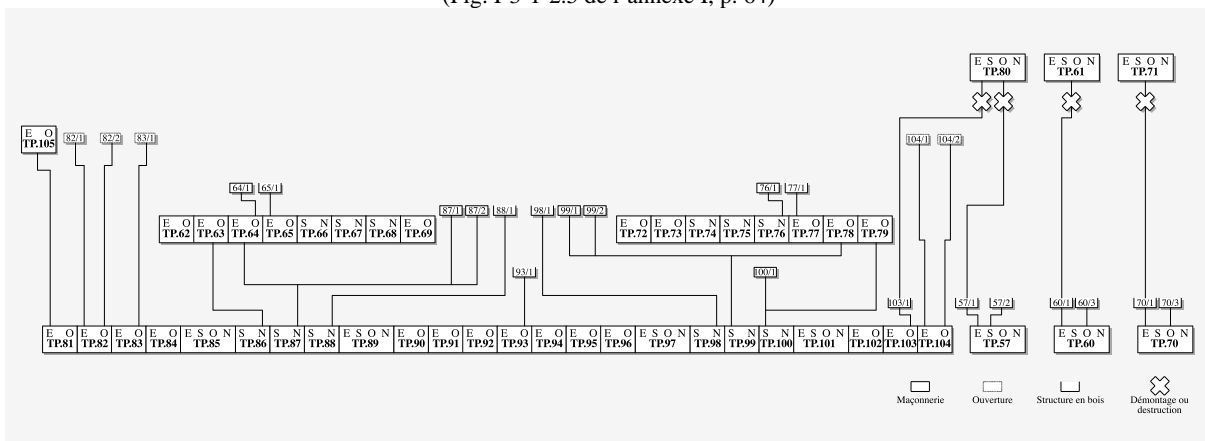 (Fig. I-3-1-2.3 de l'annexe I, p. 64)
E S O N E S O N E S O N
TP.80 TP.61 TP.71
E O 82/1 82/2 83/1 104/1 104/2
TP.105
64/1 65/1 76/1 77/1
87/1 87/2 88/1 98/1 99/1 99/2
E O E O E O E O S N S N S N E O E O E O S N S N S N E O E O E O
TP.62 TP.63 TP.64 TP.65 TP.66 TP.67 TP.68 TP.69 TP.72 TP.73 TP.74 TP.75 TP.76 TP.77 TP.78 TP.79
93/1 100/1
103/1 57/1 57/2 60/1 60/3 70/1 70/3
E O E O E O E O E S O N S N S N S N E S O N E O E O E O E O E O E O E O E S O N S N S N S N E S O N E O E O E O E S O N E S O N E S O N
TP.81 TP.82 TP.83 TP.84 TP.85 TP.86 TP.87 TP.88 TP.89 TP.90 TP.91 TP.92 TP.93 TP.94 TP.95 TP.96 TP.97 TP.98 TP.99 TP.100 TP.101 TP.102 TP.103 TP.104 TP.57 TP.60 TP.70
Maçonnerie Ouverture Structure en bois Démontage ou
destruction